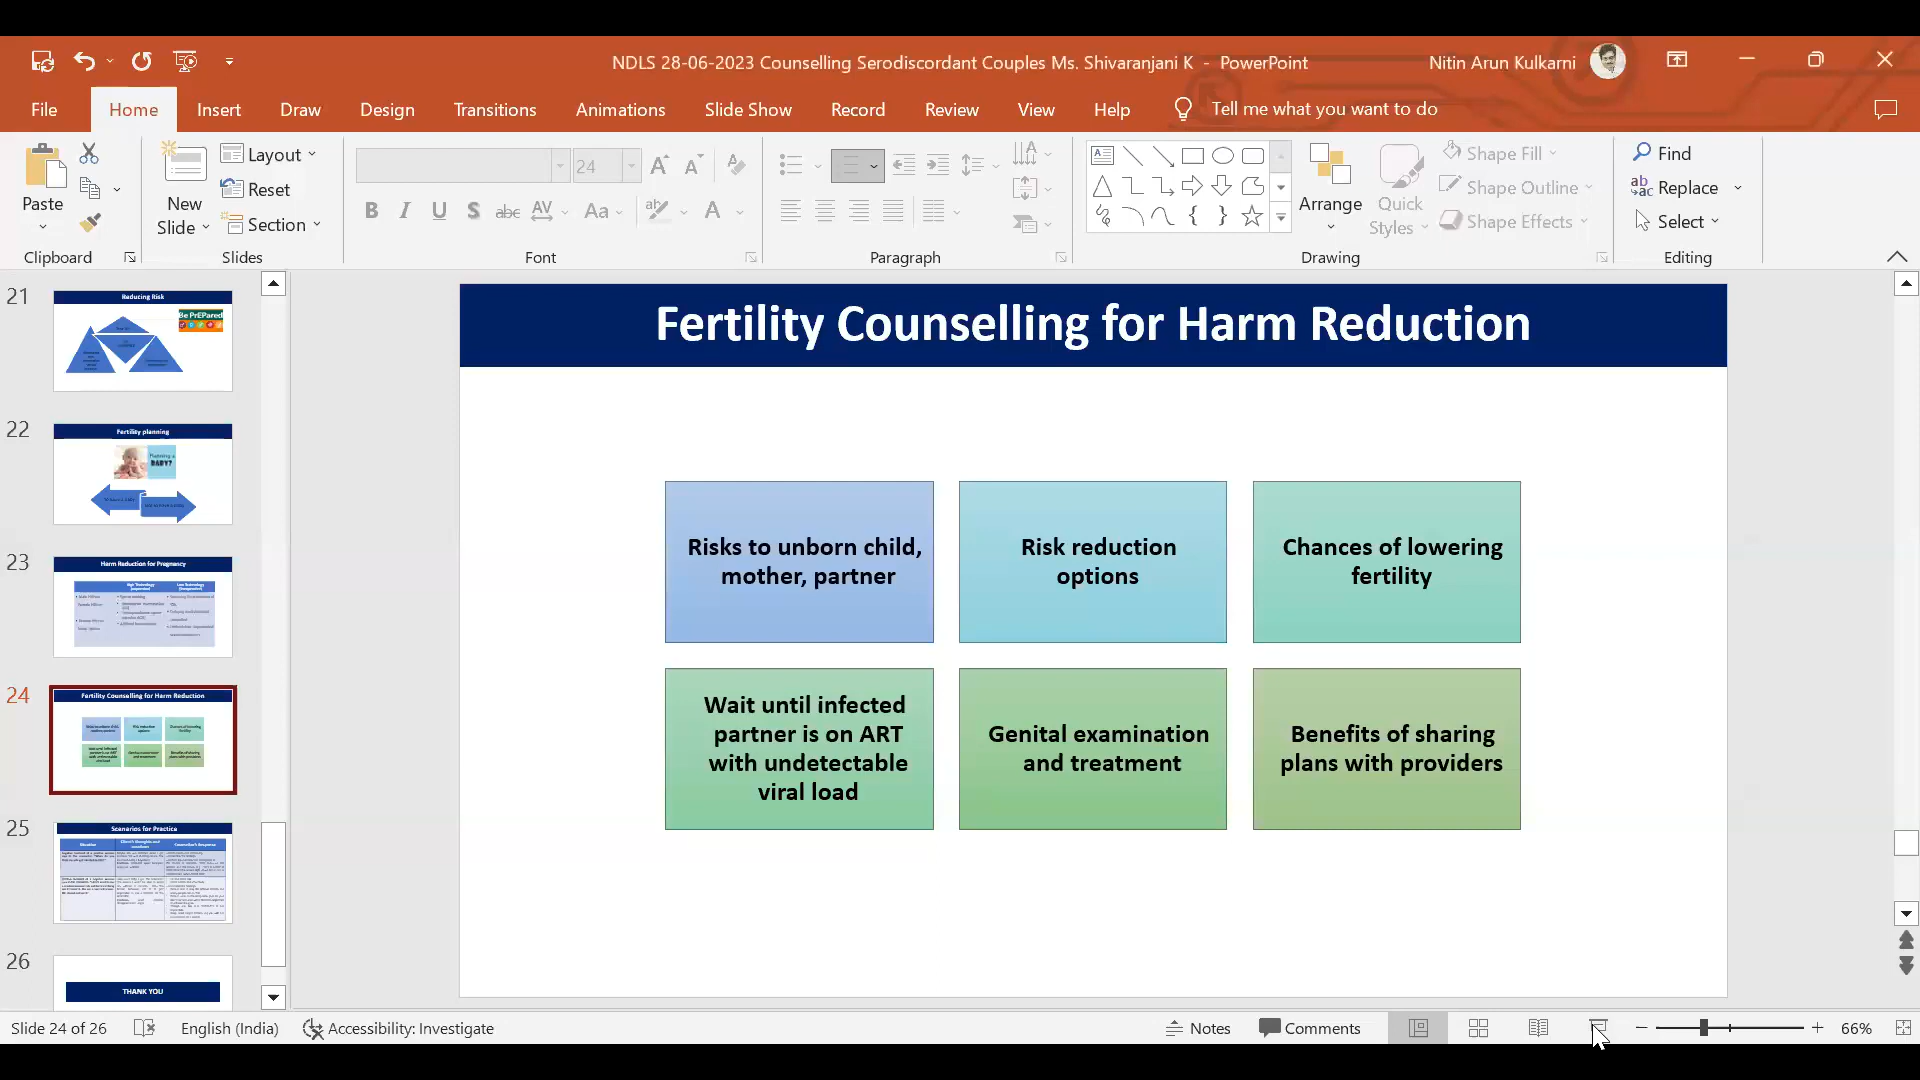 NDLS 28-06-2023 Counselling Serodiscordant Couples Ms. Shivaranjani K - PowerPoint
Nitin Arun Kulkarni
File Home Insert Draw Design Transitions Animations Slide Show Record Review View Help Tell me what you want to do
Paste
Clipboard
New
Slide
Layout
Reset
Section
Slides
24
B I U S abc AV Aa A
Font
Paragraph
Arrange
Quick
Styles
Shape Fill
Shape Outline
Shape Effects
Drawing
Find
Replace
Select
Editing
21
Reducing Risk
Be PrEPared
22
Fertility planning
Planning a
BABY?
23
Harm Reduction for Pregnancy
24
Fertility Counselling for Harm Reduction
25
Scenarios for Practice
26
THANK YOU
Fertility Counselling for Harm Reduction
Risks to unborn child,
mother, partner
Risk reduction
options
Chances of lowering
fertility
Wait until infected
partner is on ART
with undetectable
viral load
Genital examination
and treatment
Benefits of sharing
plans with providers
Slide 24 of 26
English (India)
Accessibility: Investigate
Notes
Comments
66%